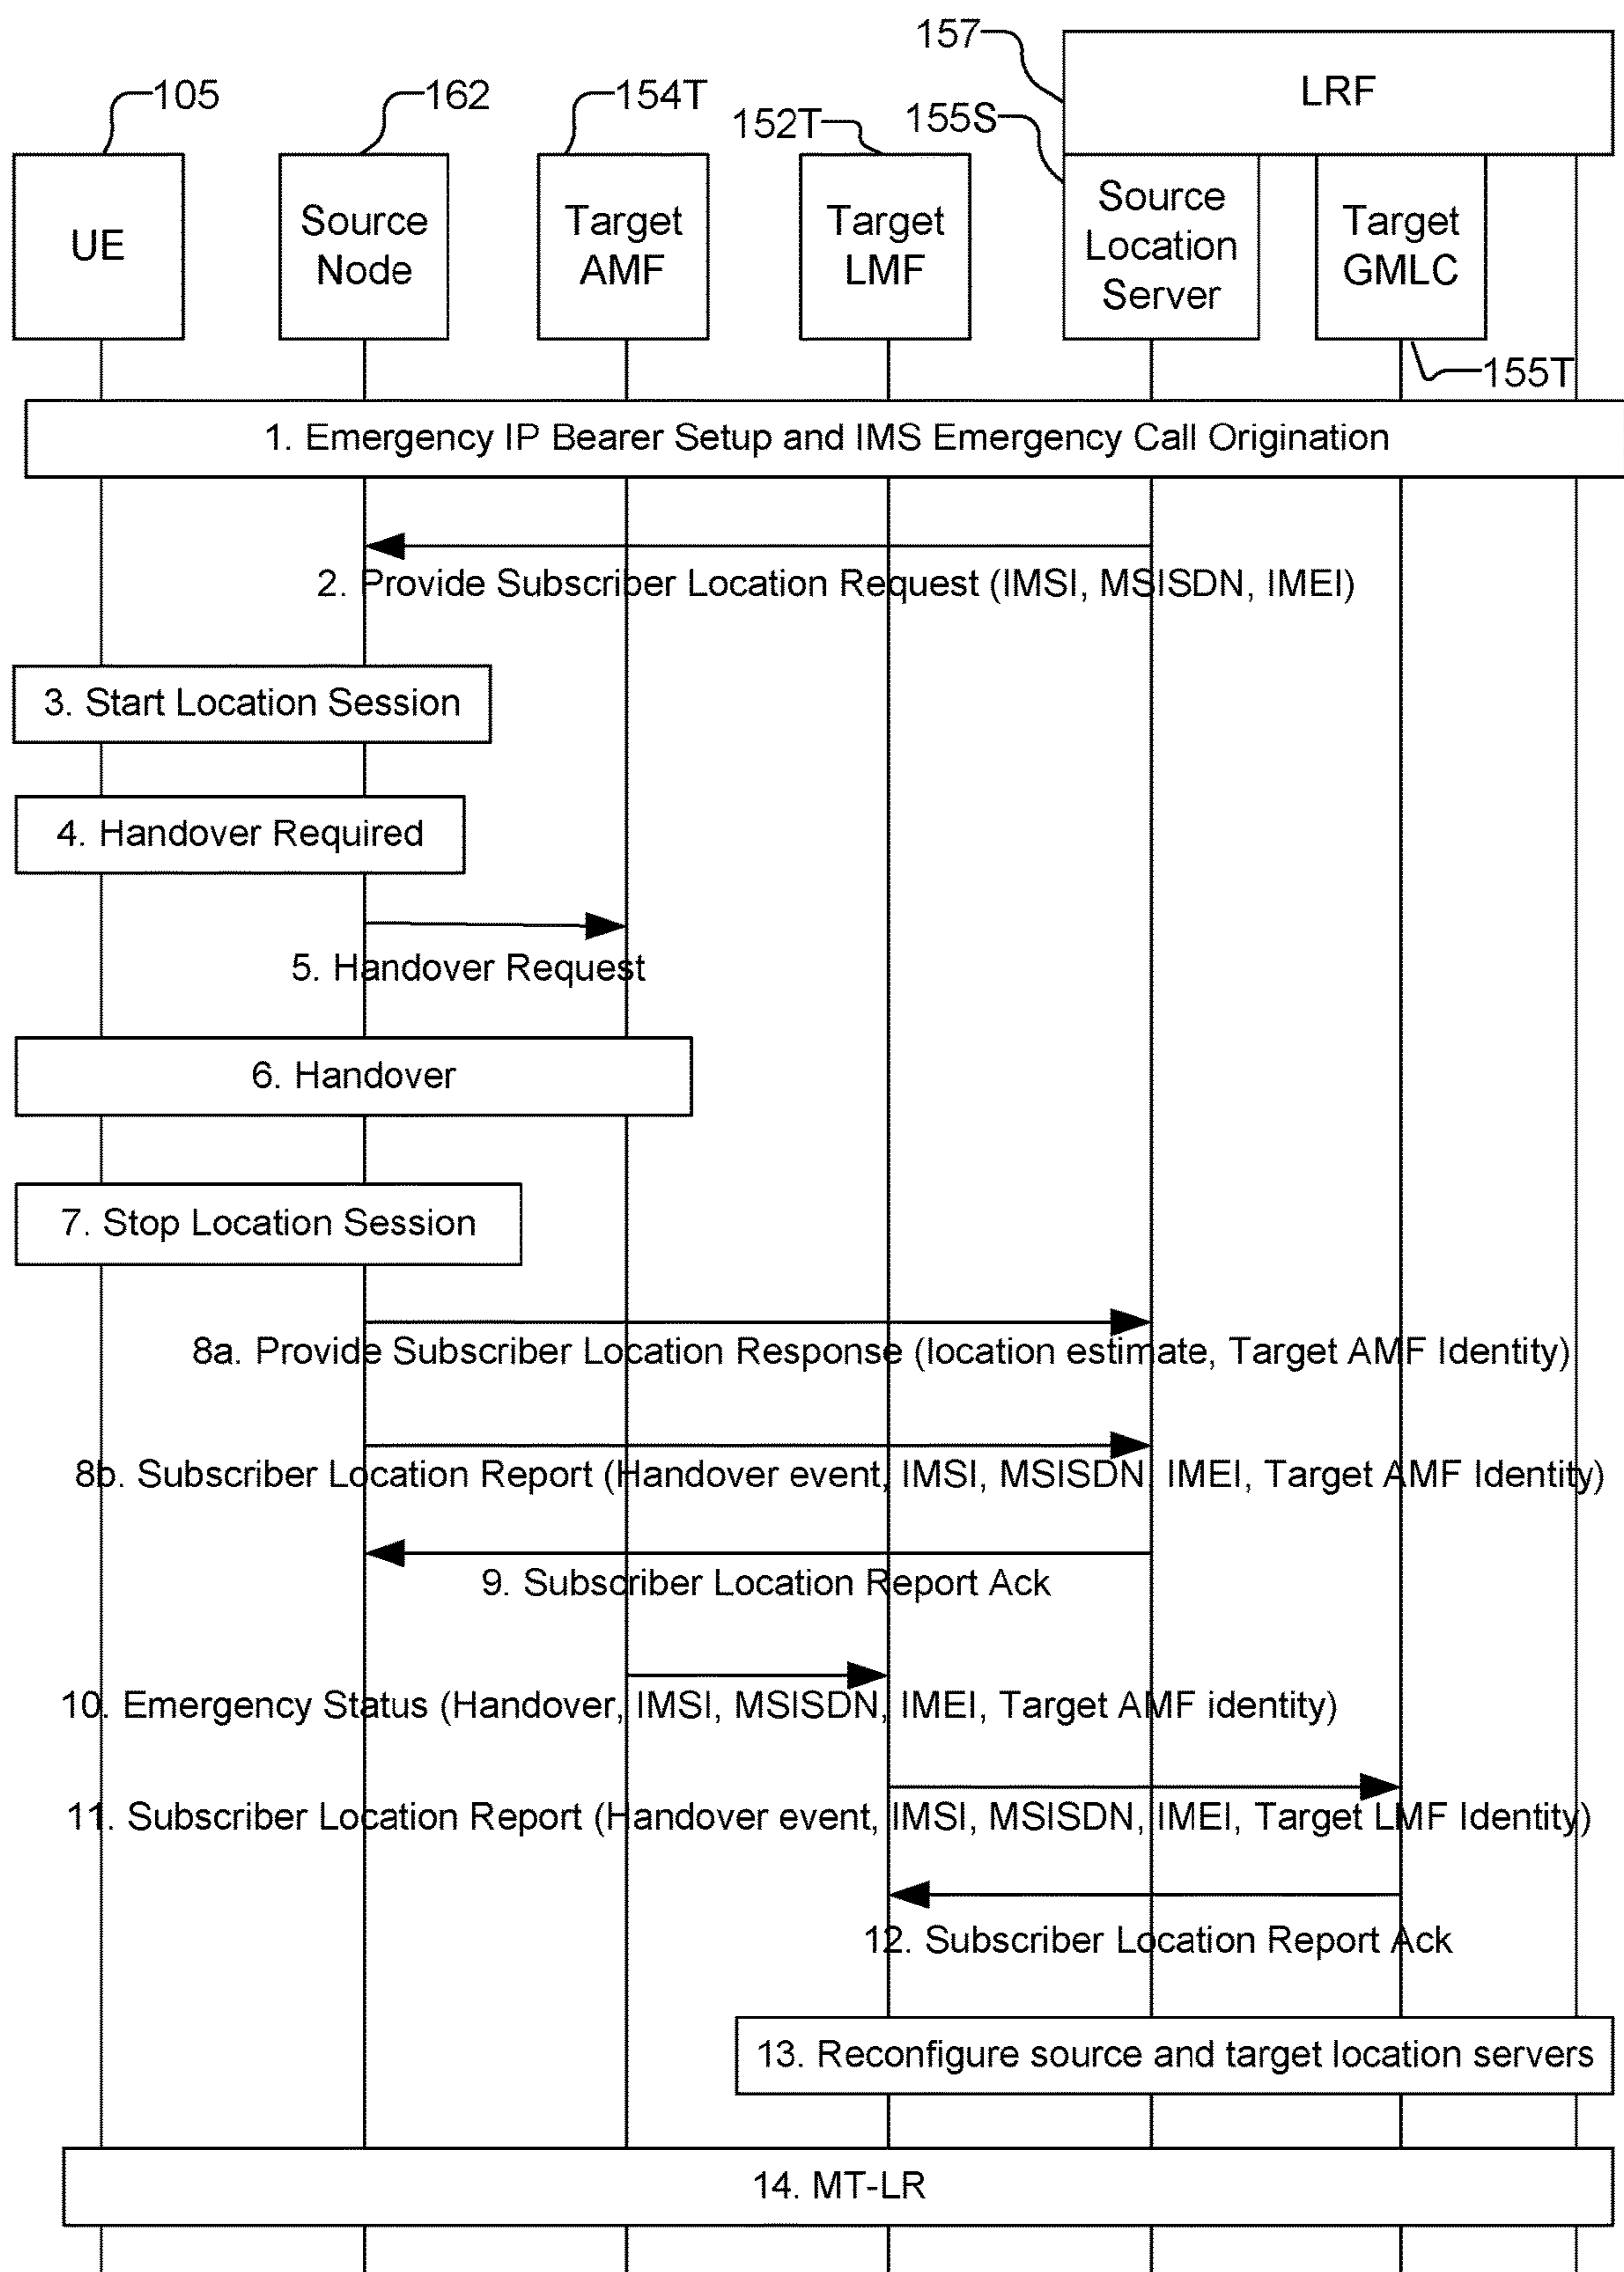 157
LRF
105
162
154T
152T
155S
UE
Source
Node
Target
AMF
Target
LMF
Source
Location
Server
Target
GMLC
155T
1. Emergency IP Bearer Setup and IMS Emergency Call Origination
2. Provide Subscriber Location Request (IMSI, MSISDN, IMEI)
3. Start Location Session
4. Handover Required
5. Handover Request
6. Handover
7. Stop Location Session
8a. Provide Subscriber Location Response (location estimate, Target AMF Identity)
8b. Subscriber Location Report (Handover event, IMSI, MSISDN, IMEI, Target AMF Identity)
9. Subscriber Location Report Ack
10. Emergency Status (Handover, IMSI, MSISDN, IMEI, Target AMF identity)
11. Subscriber Location Report (Handover event, IMSI, MSISDN, IMEI, Target LMF Identity)
12. Subscriber Location Report Ack
13. Reconfigure source and target location servers
14. MT-LR